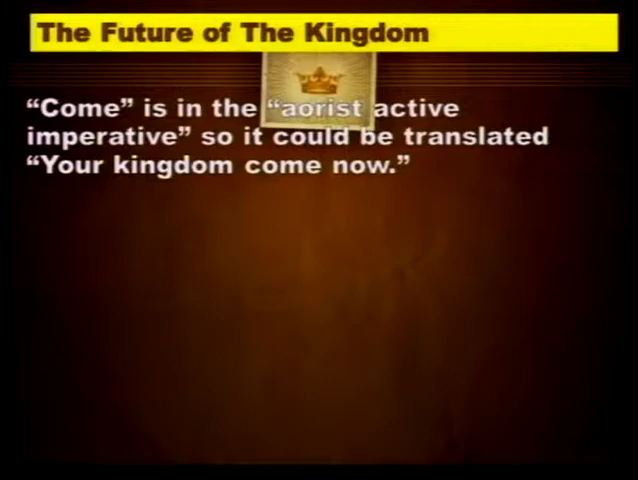 The Future of The Kingdom
“Come” is in the “aorist active
imperative” so it could be translated
“Your kingdom come now.”